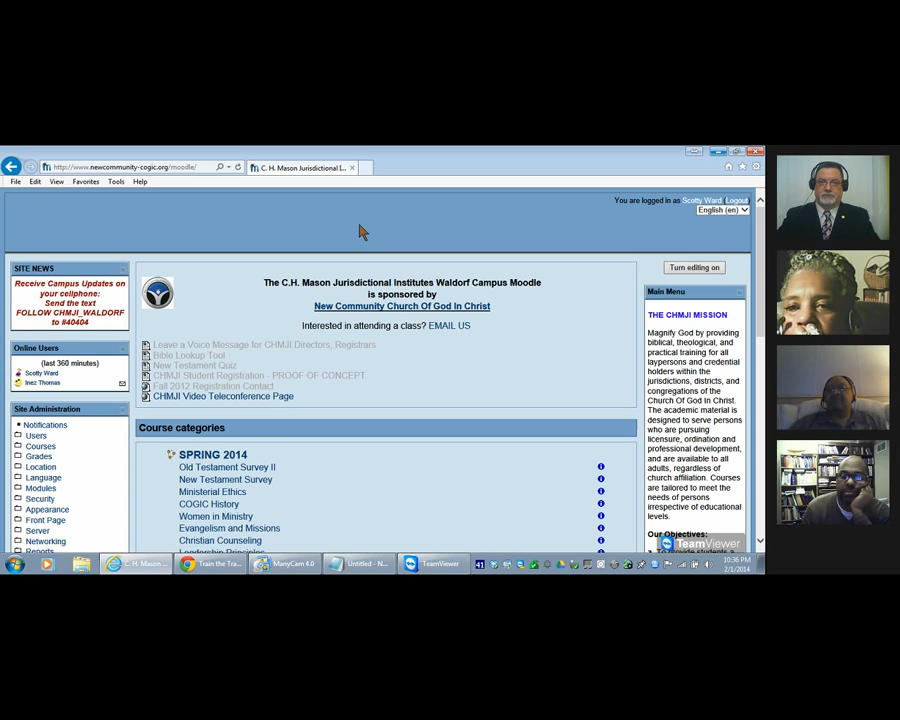 http://www.newcommunity-cogic.org/moodle/
C. H. Mason Jurisdictional I...
File Edit View Favorites Tools Help
You are logged in as Scotty Ward (Logout)
English (en)
SITE NEWS
Receive Campus Updates on
your cellphone:
Send the text
FOLLOW CHMJI_WALDORF
to #40404
Online Users
(last 360 minutes)
Scotty Ward
Inez Thomas
Site Administration
Notifications
Users
Courses
Grades
Location
Language
Modules
Security
Appearance
Front Page
Server
Networking
Reports
The C.H. Mason Jurisdictional Institutes Waldorf Campus Moodle
is sponsored by
New Community Church Of God In Christ
Interested in attending a class? EMAIL US
Leave a Voice Message for CHMJI Directors, Registrars
Bible Lookup Tool
New Testament Quiz
CHMJI Student Registration - PROOF OF CONCEPT
Fall 2012 Registration Contact
CHMJI Video Teleconference Page
Course categories
SPRING 2014
Old Testament Survey II
New Testament Survey
Ministerial Ethics
COGIC History
Women in Ministry
Evangelism and Missions
Christian Counseling
Leadership Principles
Turn editing on
Main Menu
THE CHMJI MISSION
Magnify God by providing
biblical, theological, and
practical training for all
laypersons and credential
holders within the
jurisdictions, districts, and
congregations of the
Church Of God In Christ.
The academic material is
designed to serve persons
who are pursuing
licensure, ordination and
professional development,
and are available to all
adults, regardless of
church affiliation. Courses
are tailored to meet the
needs of persons
irrespective of educational
levels.
Our Objectives:
TeamViewer
C. H. Mason ...
Train the Tra...
ManyCam 4.0
Untitled - N...
TeamViewer
41
10:36 PM
2/1/2014